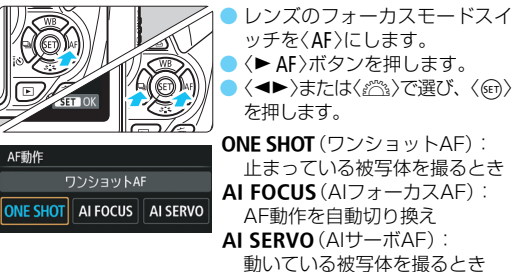 WB
AF
SET
SET OK
WB
AF
SET
AF動作
ワンショットAF
ONE SHOT
AI FOCUS
AI SERVO
● レンズのフォーカスモードスイ
ッチを〈AF〉にします。
● 〈▶ AF〉ボタンを押します。
● 〈◀▶〉または〈〉で選び、〈SET〉
を押します。
ONE SHOT（ワンショットAF）：
止まっている被写体を撮るとき
AI FOCUS（AIフォーカスAF）：
AF動作を自動切り換え
AI SERVO（AIサーボAF）：
動いている被写体を撮るとき